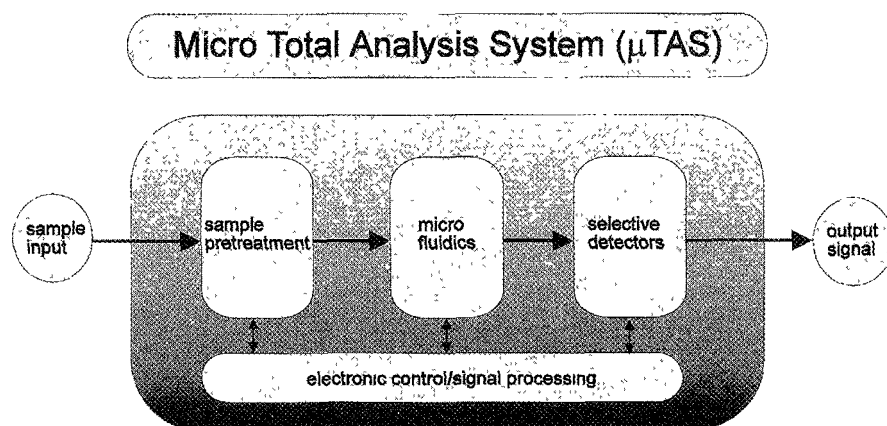 Micro Total Analysis System (μTAS)
sample
input
sample
pretreatment
micro
fluidics
selective
detectors
output
signal
electronic control/signal processing